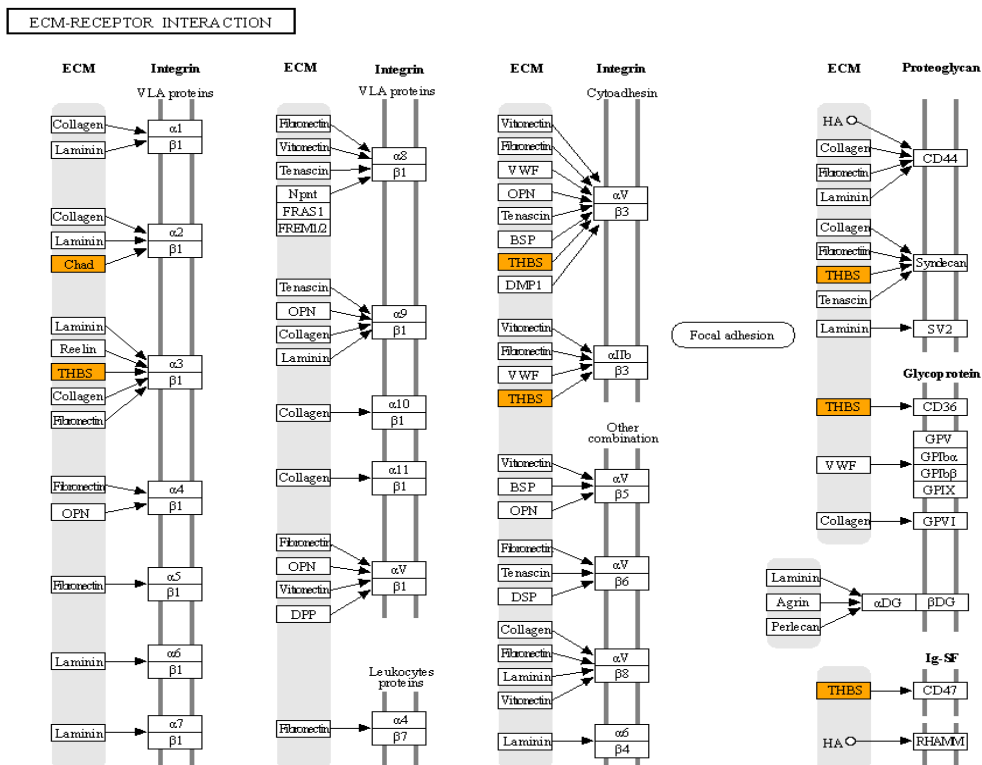 ECM-RECEPTOR INTERACTION
ECM
Integrin
VLA proteins
Collagen
Laminin
α1
β1
Collagen
Laminin
Chad
α2
β1
Laminin
Reelin
THBS
Collagen
Fibronectin
α3
β1
Fibronectin
OPN
α4
β1
Fibronectin
α5
β1
Laminin
α6
β1
Laminin
α7
β1
ECM
Integrin
VLA proteins
Fibronectin
Vitronectin
Tenascin
Npnt
FRAS1
FREM1/2
α8
β1
Tenascin
OPN
Collagen
Laminin
α9
β1
Collagen
α10
β1
Collagen
α11
β1
Fibronectin
OPN
Vitronectin
DPP
αV
β1
Leukocytes
proteins
Fibronectin
α4
β7
ECM
Integrin
Cytoadhesin
Vitronectin
Fibronectin
VWF
OPN
Tenascin
BSP
THBS
DMP1
αV
β3
Vitronectin
Fibronectin
VWF
THBS
αIIb
β3
Other
combination
Vitronectin
BSP
OPN
αV
β5
Fibronectin
Tenascin
DSP
αV
β6
Collagen
Fibronectin
Laminin
Vitronectin
αV
β8
Laminin
α6
β4
Focal adhesion
ECM
Proteoglycan
HA
Collagen
Fibronectin
Laminin
CD44
Collagen
Fibronectin
THBS
Tenascin
Syndecan
Laminin
SV2
Glycoprotein
THBS
CD36
VWF
GPV
GPIbα
GPIbβ
GPIX
Collagen
GPVI
Laminin
Agrin
Perlecan
αDG
βDG
Ig-SF
THBS
CD47
HA
RHAMM